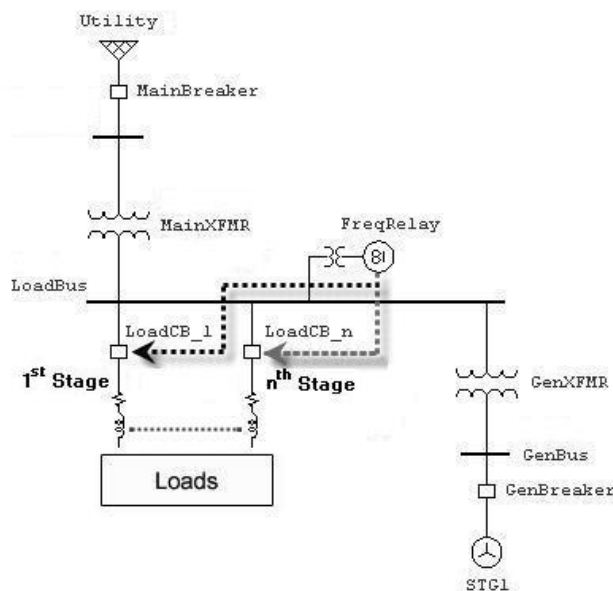 Utility
MainBreaker
MainXFMR
FreqRelay
81
LoadBus
LoadCB_1
LoadCB_n
1st Stage
nth Stage
GenXFMR
Loads
GenBus
GenBreaker
STG1